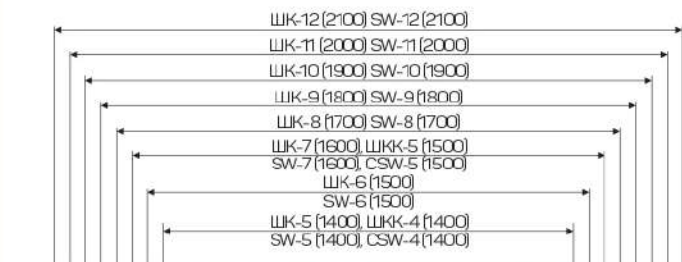 ШК-12 (2100) SW-12 (2100)
ШК-11 (2000) SW-11 (2000)
ШК-10 (1900) SW-10 (1900)
ШК-9 (1800) SW-9 (1800)
ШК-8 (1700) SW-8 (1700)
ШК-7 (1600), ШКК-5 (1500)
SW-7 (1600), CSW-5 (1500)
ШК-6 (1500)
SW-6 (1500)
ШК-5 (1400), ШКК-4 (1400)
SW-5 (1400), CSW-4 (1400)